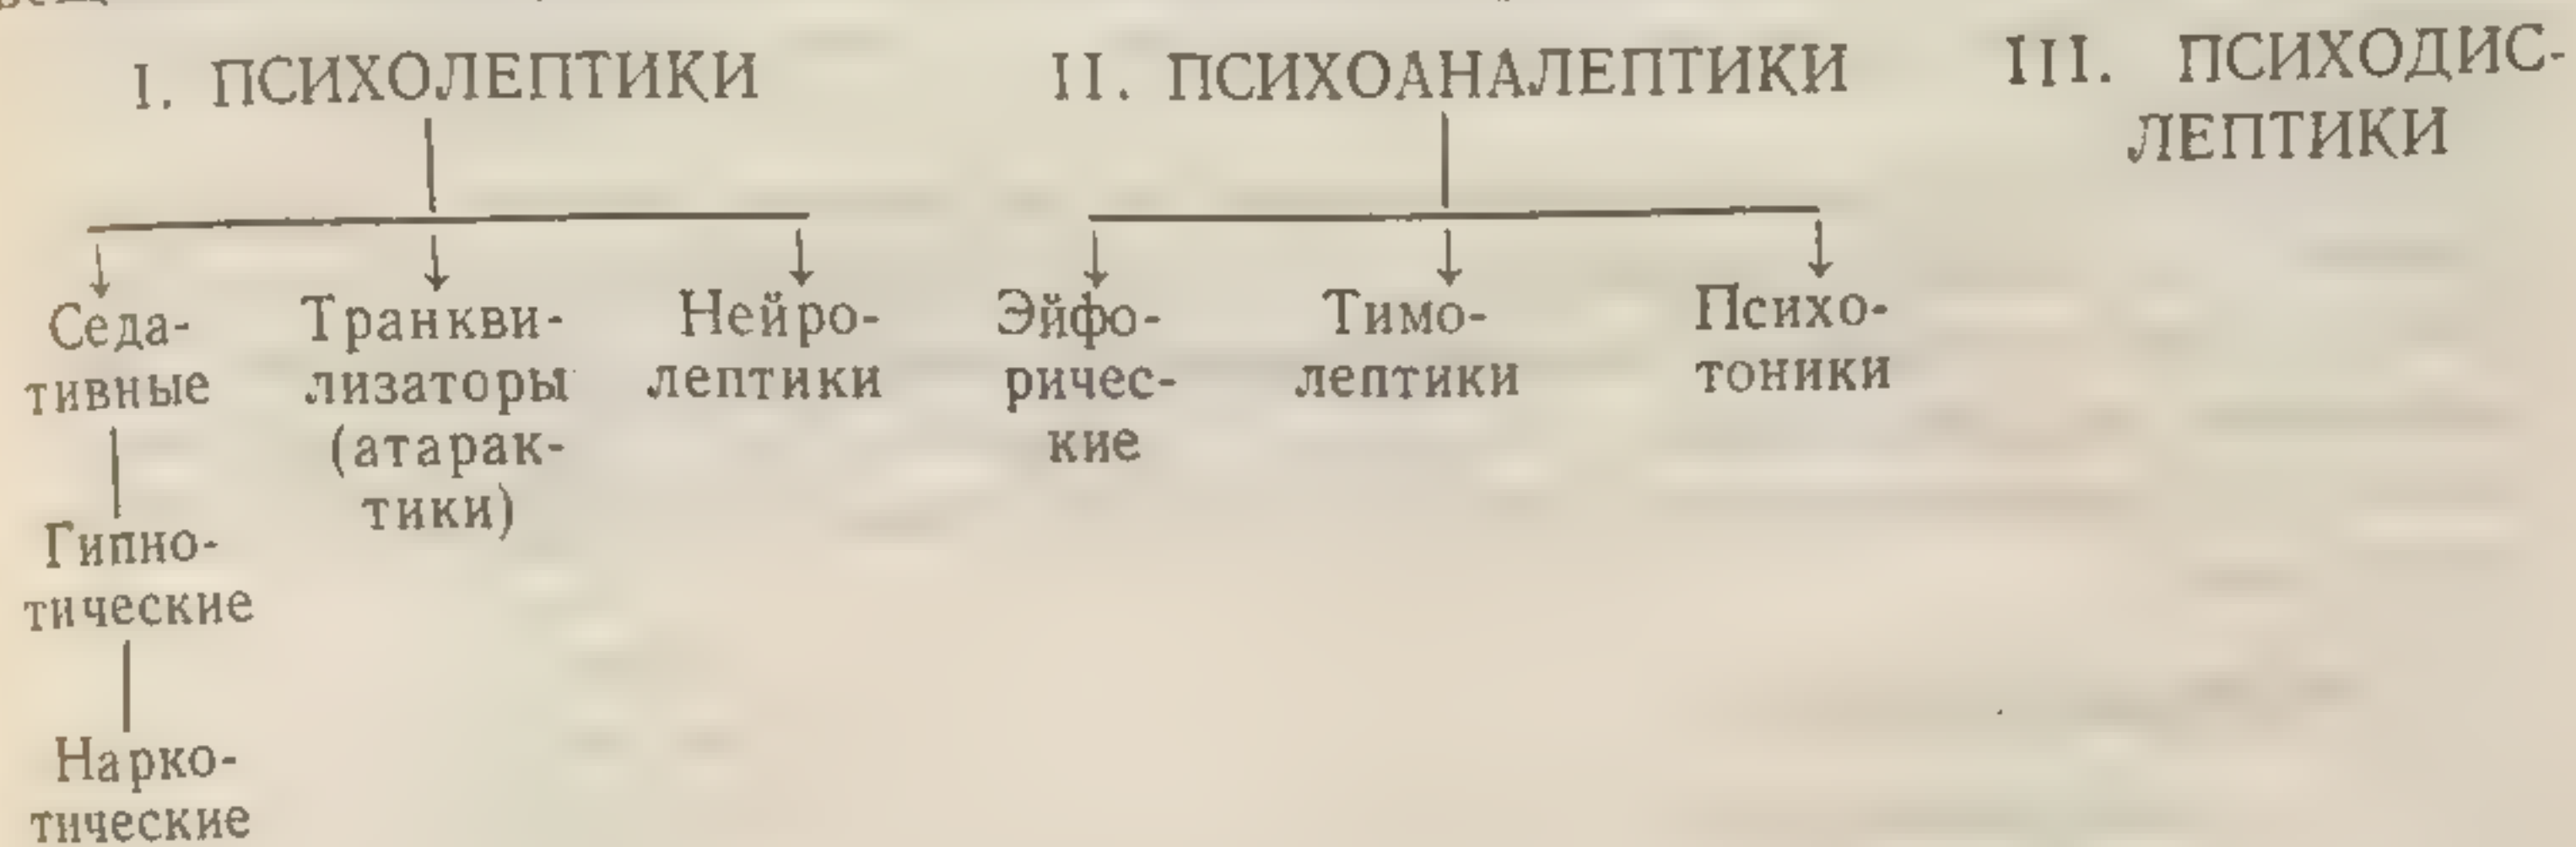 I. ПСИХОЛЕПТИКИ
II. ПСИХОАНАЛЕПТИКИ
III. ПСИХОДИС-
ЛЕПТИКИ
Седа-
тивные
Гипно-
тические
Нарко-
тические
Транкви-
лизаторы
(атарак-
тики)
Нейро-
лептики
Эйфо-
ричес-
кие
Тимо-
лептики
Психо-
тоники